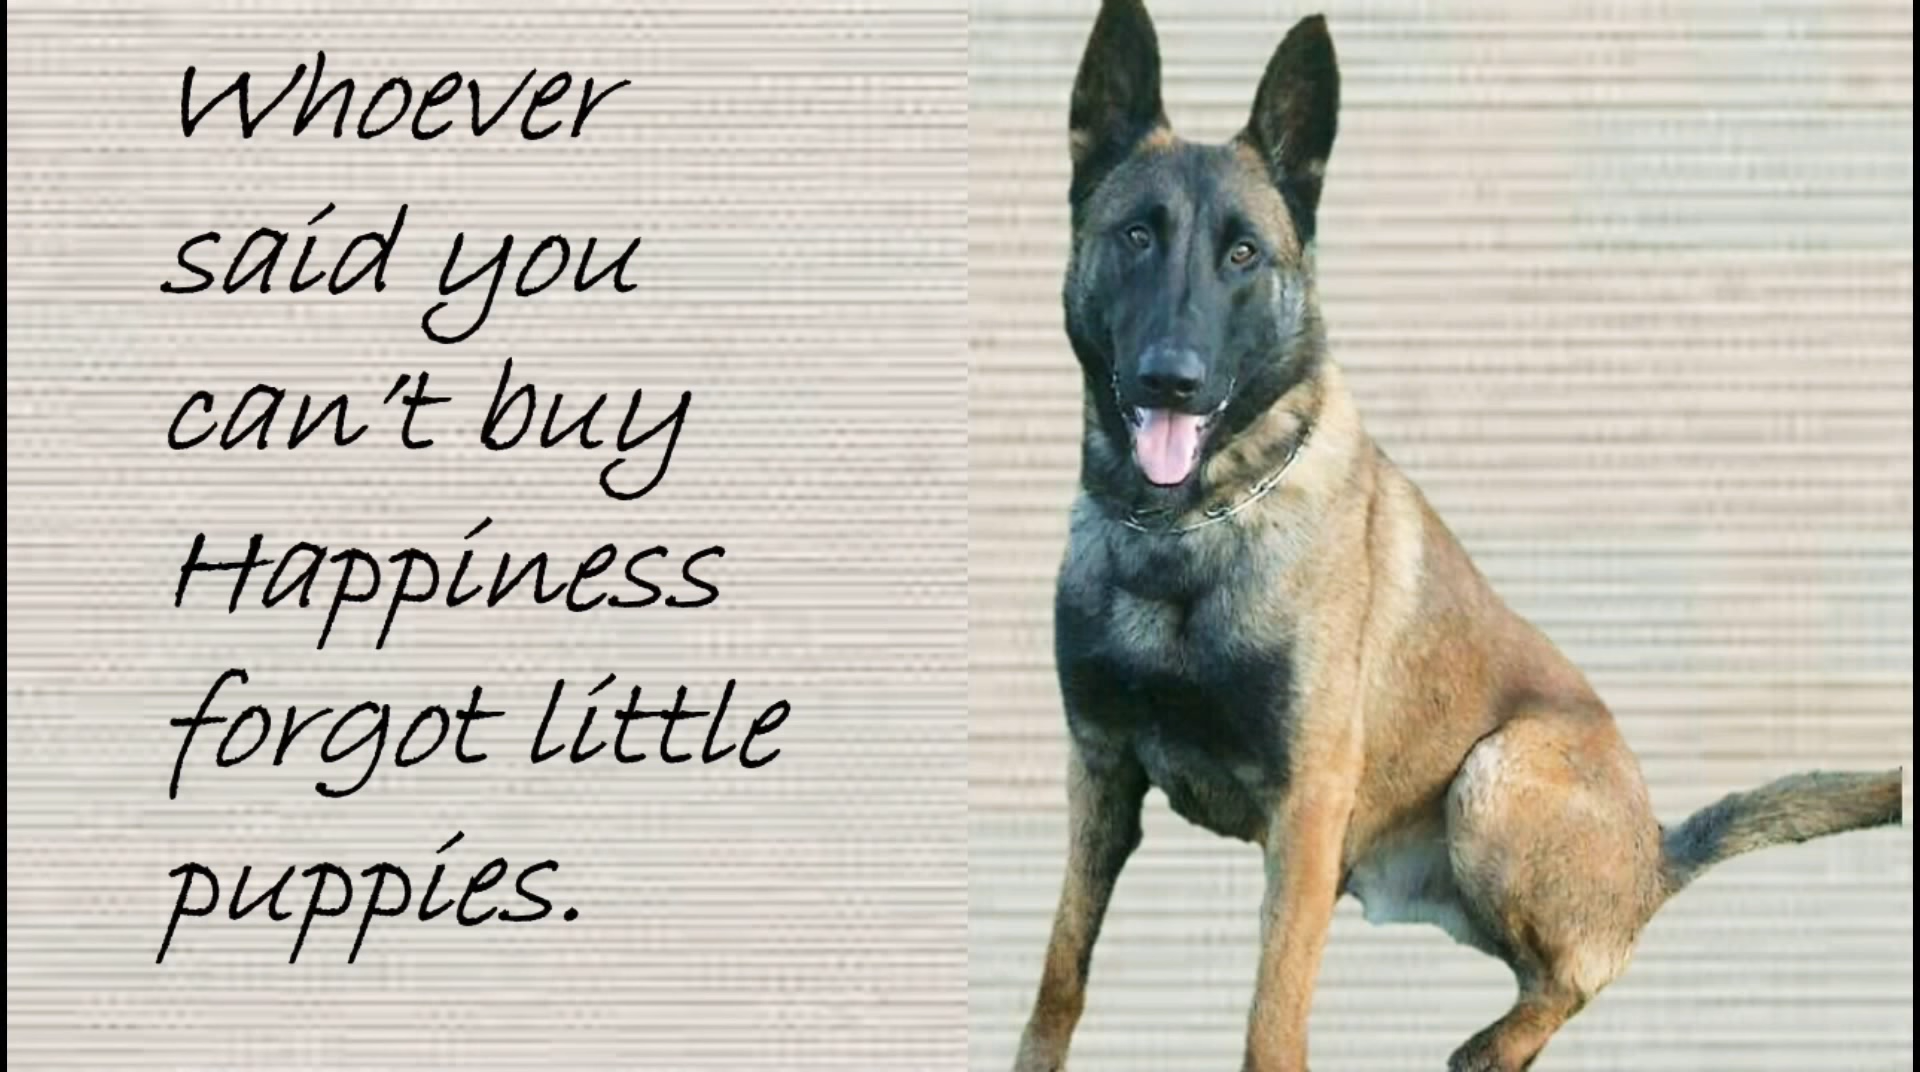 Whoever
said you
can't buy
Happiness
forgot little
puppies.